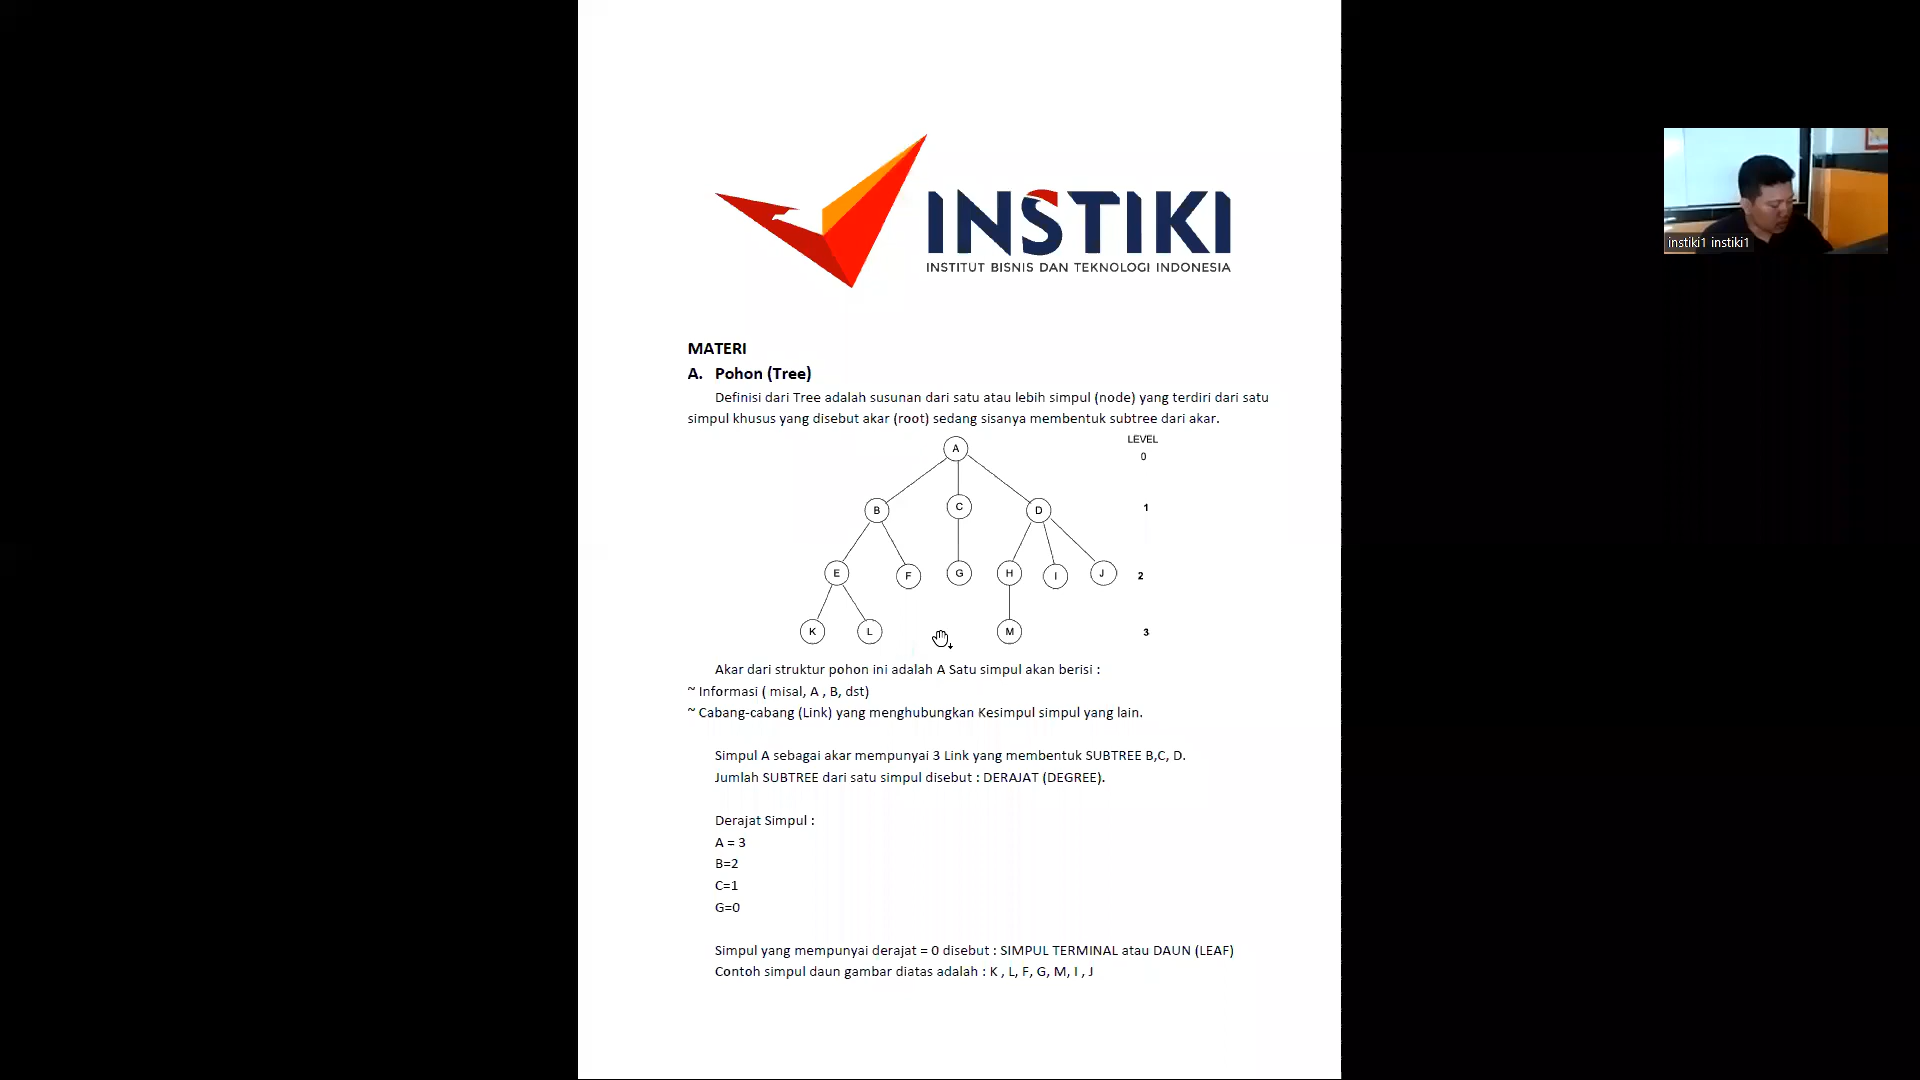 INSTIKI
INSTITUT BISNIS DAN TEKNOLOGI INDONESIA
instiki1 instiki1
MATERI
A. Pohon (Tree)
Definisi dari Tree adalah susunan dari satu atau lebih simpul (node) yang terdiri dari satu
simpul khusus yang disebut akar (root) sedang sisanya membentuk subtree dari akar.
LEVEL
A 0
B C D 1
E F G H I J 2
K L M 3
Akar dari struktur pohon ini adalah A Satu simpul akan berisi :
~ Informasi ( misal, A , B, dst)
~ Cabang-cabang (Link) yang menghubungkan Kesimpul simpul yang lain.
Simpul A sebagai akar mempunyai 3 Link yang membentuk SUBTREE B,C, D.
Jumlah SUBTREE dari satu simpul disebut : DERAJAT (DEGREE).
Derajat Simpul :
A = 3
B=2
C=1
G=0
Simpul yang mempunyai derajat = 0 disebut : SIMPUL TERMINAL atau DAUN (LEAF)
Contoh simpul daun gambar diatas adalah : K , L, F, G, M, I , J